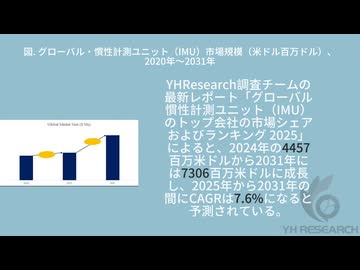 図. グローバル・慣性計測ユニット（IMU）市場規模（米ドル百万ドル）、
2020年～2031年
YHResearch調査チームの
最新レポート「グローバル
慣性計測ユニット（IMU）
のトップ会社の市場シェア
およびランキング 2025」
によると、2024年の4457
百万米ドルから2031年に
は7306百万米ドルに成長
し、2025年から2031年の
間にCAGRは7.6%になると
予測されている。
YH RESEARCH